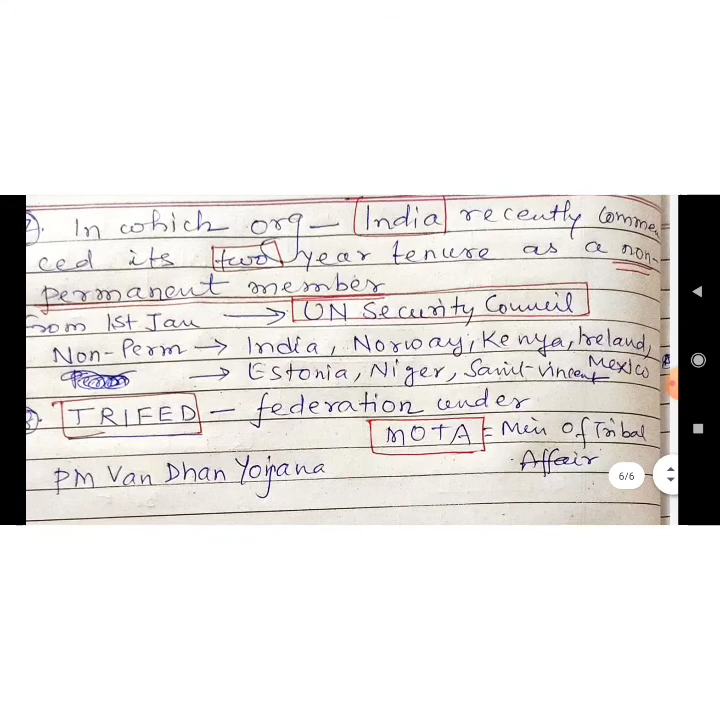 2). In which org - India recently commen
ced its two year tenure as a non-
permanent member
from 1st Jan → UN Security Council
Non-Perm → India, Norway, Kenya, Ireland,
→ Estonia, Niger, Saint-Vincent Mexico
3. TRIFED - federation under
MOTA = Min Of Tribal
Affair
PM Van Dhan Yojana
6/6